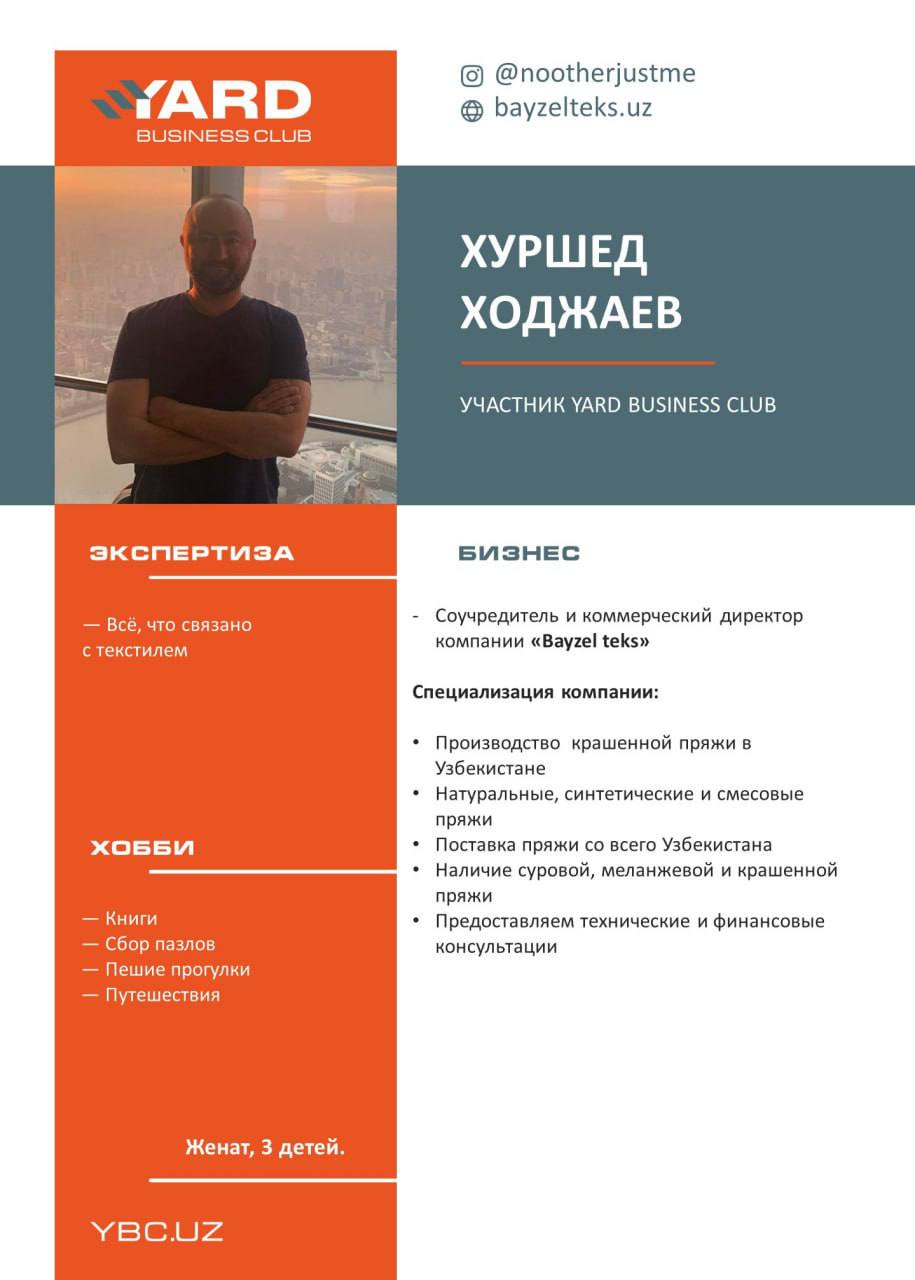 YARD
BUSINESS CLUB
@nootherjustme
bayzelteks.uz
ХУРШЕД
ХОДЖАЕВ
УЧАСТНИК YARD BUSINESS CLUB
ЭКСПЕРТИЗА
— Всё, что связано
с текстилем
ХОББИ
— Книги
— Сбор пазлов
— Пешие прогулки
— Путешествия
Женат, 3 детей.
YBC.UZ
БИЗНЕС
- Соучредитель и коммерческий директор
компании «Bayzel teks»
Специализация компании:
• Производство крашенной пряжи в
Узбекистане
• Натуральные, синтетические и смесовые
пряжи
• Поставка пряжи со всего Узбекистана
• Наличие суровой, меланжевой и крашенной
пряжи
• Предоставляем технические и финансовые
консультации